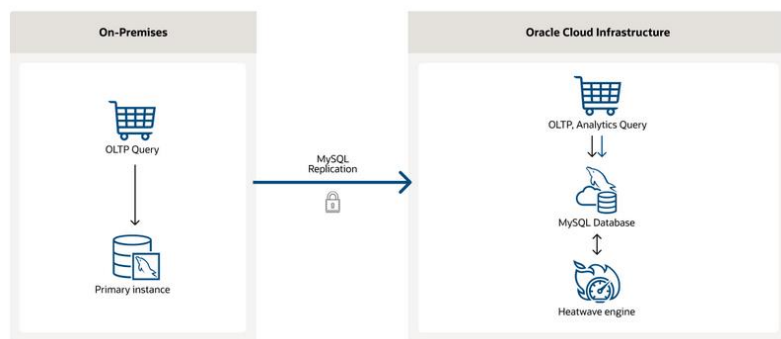 On-Premises
OLTP Query
Primary instance
MySQL
Replication
Oracle Cloud Infrastructure
OLTP, Analytics Query
MySQL Database
Heatwave engine